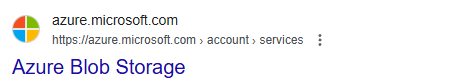 azure.microsoft.com
https://azure.microsoft.com › account › services
Azure Blob Storage